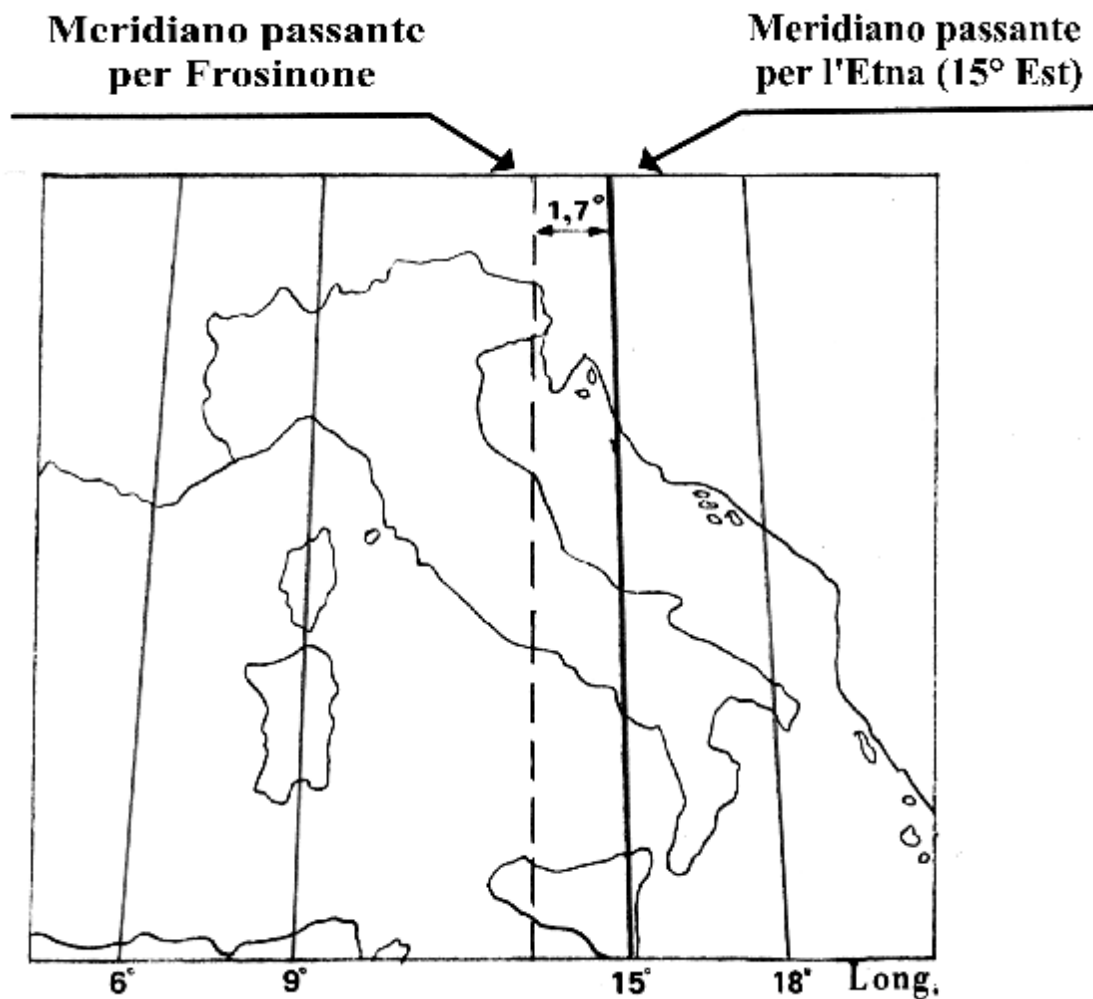 Meridiano passante
per Frosinone
Meridiano passante
per l'Etna (15° Est)
1,7°
6° 9° 15° 18° Long.